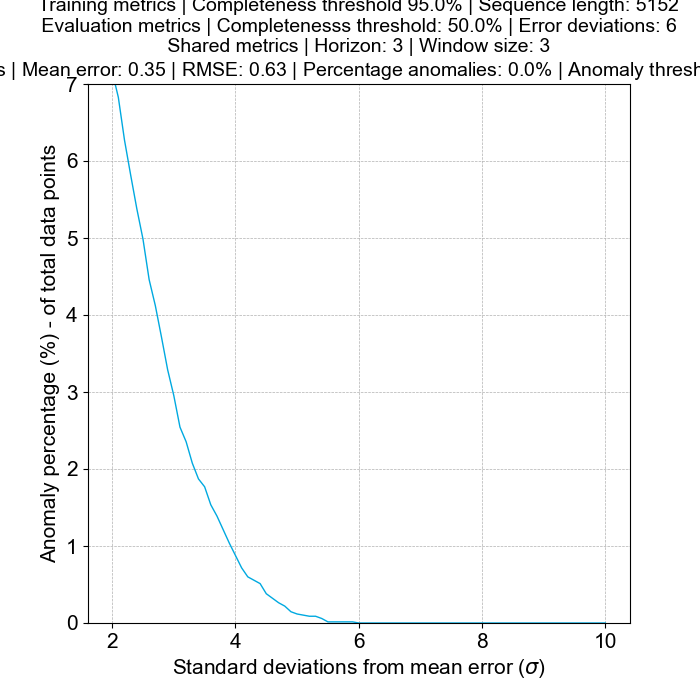 Training metrics | Completeness threshold 95.0% | Sequence length: 5152
Evaluation metrics | Completenesss threshold: 50.0% | Error deviations: 6
Shared metrics | Horizon: 3 | Window size: 3
s | Mean error: 0.35 | RMSE: 0.63 | Percentage anomalies: 0.0% | Anomaly thresh
7
6
5
4
3
2
1
0
Anomaly percentage (%) - of total data points
2 4 6 8 10
Standard deviations from mean error (σ)